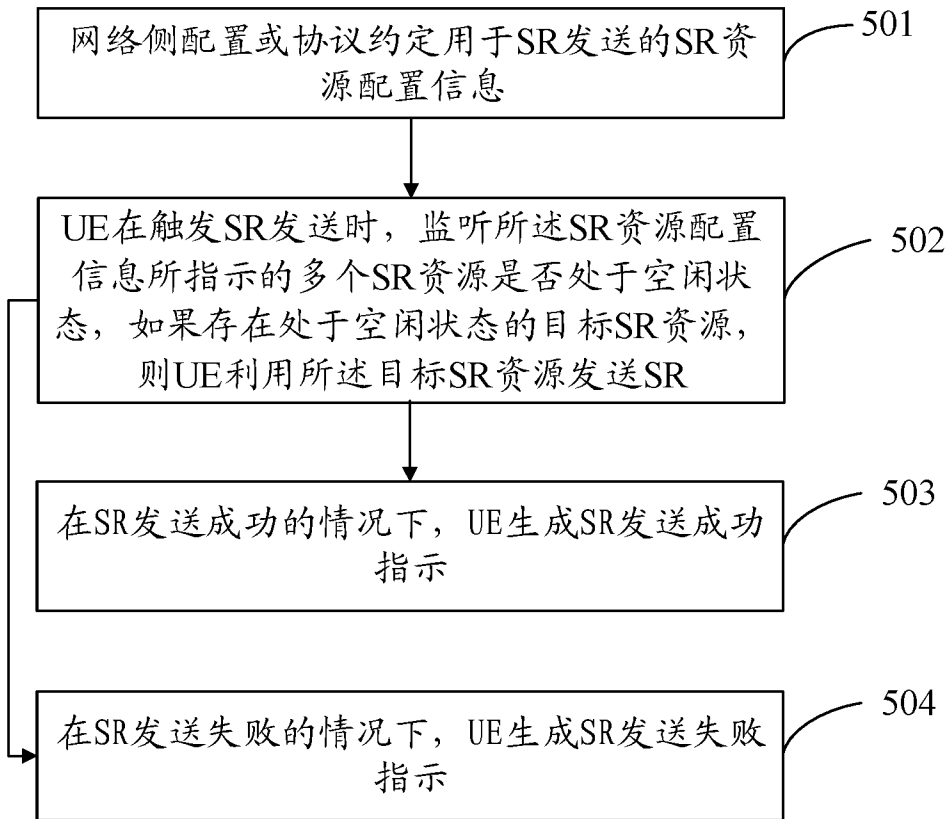 网络侧配置或协议约定用于SR发送的SR资
源配置信息
501
UE在触发SR发送时，监听所述SR资源配置
信息所指示的多个SR资源是否处于空闲状
态，如果存在处于空闲状态的目标SR资源，
则UE利用所述目标SR资源发送SR
502
在SR发送成功的情况下，UE生成SR发送成功
指示
503
在SR发送失败的情况下，UE生成SR发送失败
指示
504